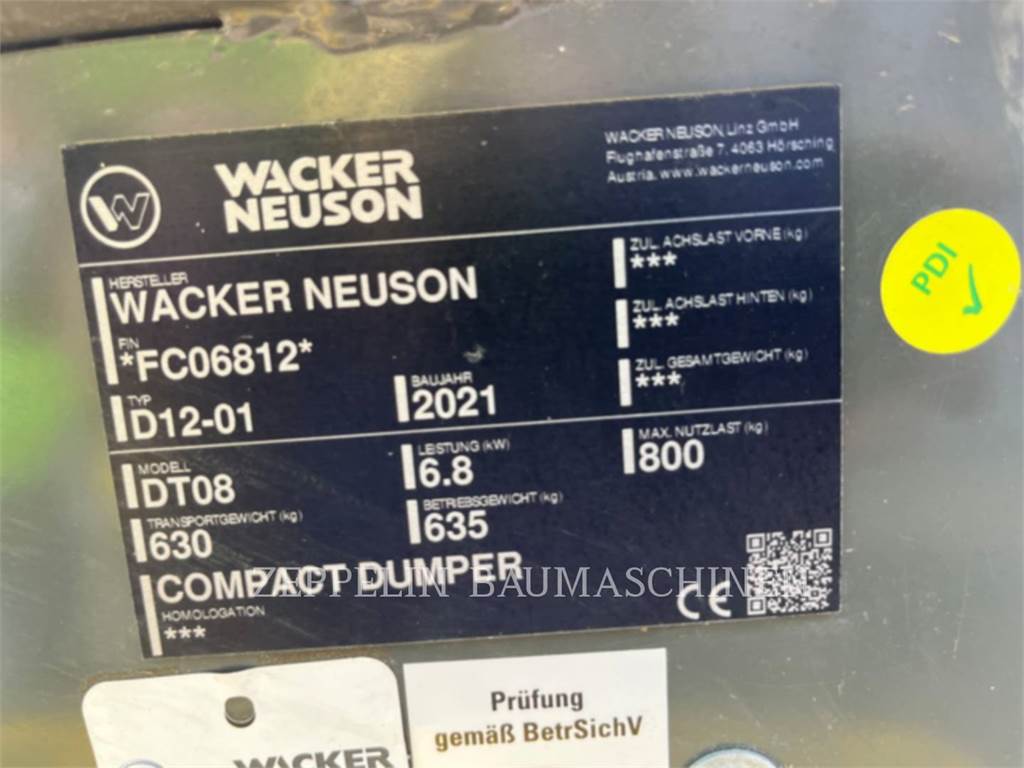 WACKER
NEUSON
WACKER NEUSON, Linz GmbH
Flughafenstraße 7, 4063 Hörsching
Austria, www.wackerneuson.com
HERSTELLER
WACKER NEUSON
FIN
*FC06812*
TYP
D12-01
BAUJAHR
2021
ZUL. ACHSLAST VORNE (kg)
***
ZUL. ACHSLAST HINTEN (kg)
***
ZUL. GESAMTGEWICHT (kg)
***
MODELL
DT08
LEISTUNG (kW)
6.8
MAX. NUTZLAST (kg)
800
TRANSPORTGEWICHT (kg)
630
BETRIEBSGEWICHT (kg)
635
COMPACT DUMPER
HOMOLOGATION
***
CE
PDI ✓
ZEPPELIN BAUMASCHINEN
Prüfung
gemäß BetrSichV
WACKER